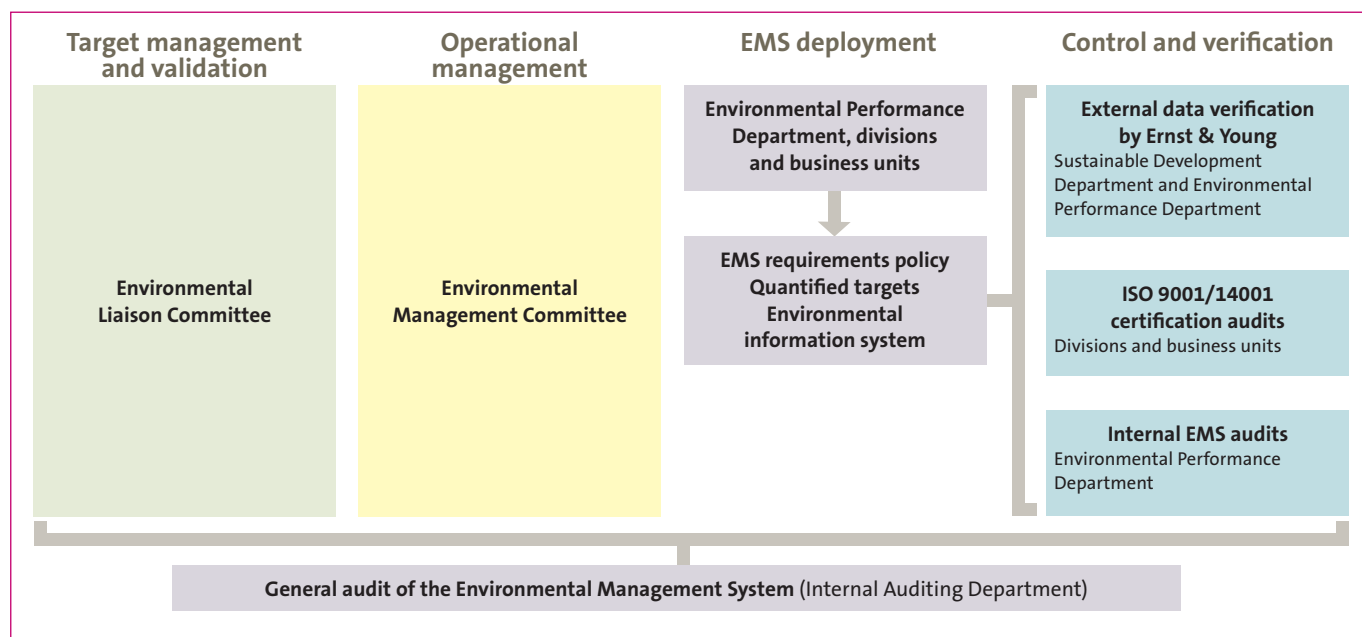 Target management
and validation
Operational
management
EMS deployment
Control and verification
Environmental
Liaison Committee
Environmental
Management Committee
Environmental Performance
Department, divisions
and business units
EMS requirements policy
Quantified targets
Environmental
information system
External data verification
by Ernst & Young
Sustainable Development
Department and Environmental
Performance Department
ISO 9001/14001
certification audits
Divisions and business units
Internal EMS audits
Environmental Performance
Department
General audit of the Environmental Management System (Internal Auditing Department)